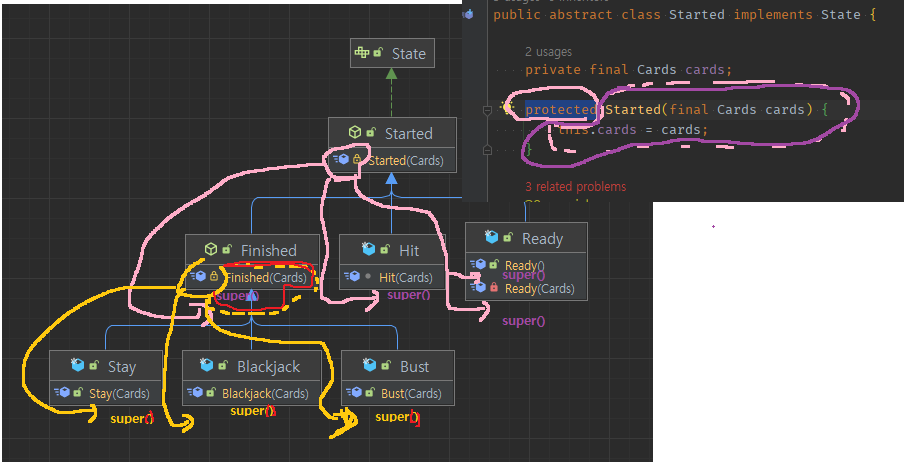 public abstract class Started implements State {
2 usages
private final Cards cards;
protected Started(final Cards cards) {
this.cards = cards;
}
3 related problems
State
Started
Started(Cards)
Finished
Finished(Cards)
super()
Hit
Hit(Cards)
super()
Ready
Ready()
super()
Ready(Cards)
super()
Stay
Stay(Cards)
super()
Blackjack
Blackjack(Cards)
super()
Bust
Bust(Cards)
super()